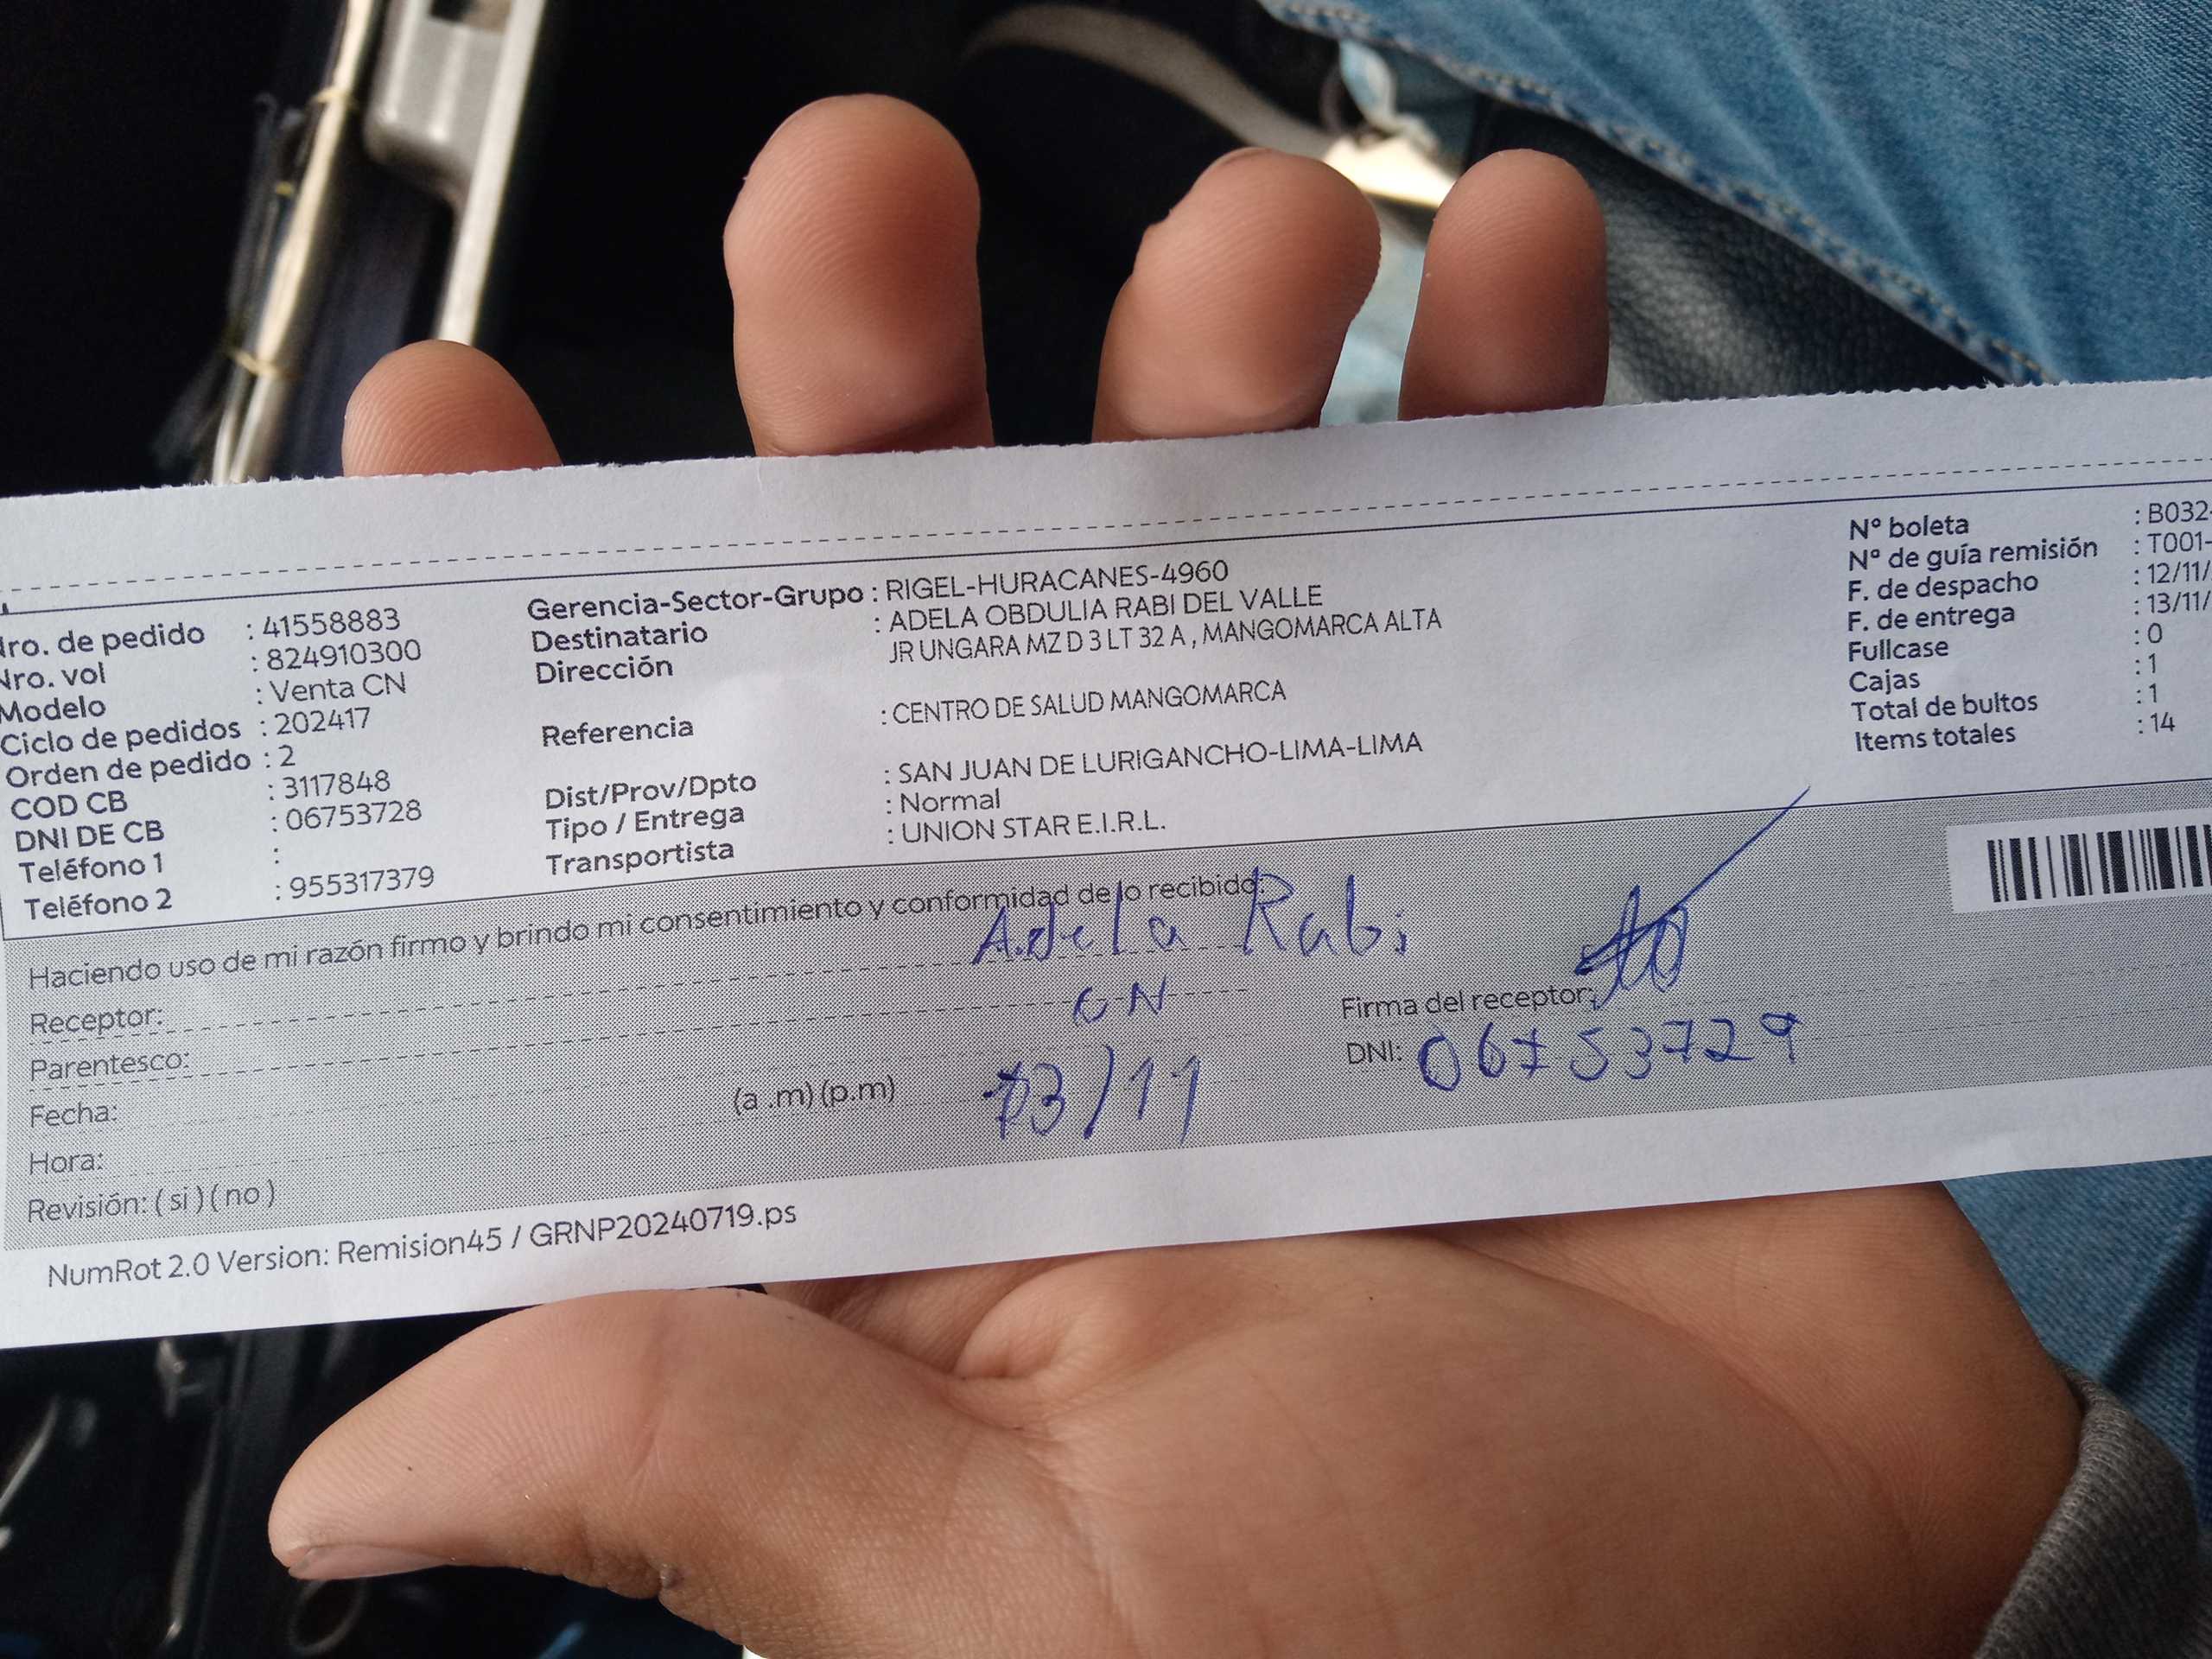 Nro. de pedido : 41558883
Nro. vol : 824910300
Modelo : Venta CN
Ciclo de pedidos : 202417
Orden de pedido : 2
COD CB : 3117848
DNI DE CB : 06753728
Teléfono 1 :
Teléfono 2 : 955317379
Gerencia-Sector-Grupo : RIGEL-HURACANES-4960
Destinatario : ADELA OBDULIA RABI DEL VALLE
Dirección JR UNGARA MZ D 3 LT 32 A , MANGOMARCA ALTA
Referencia : CENTRO DE SALUD MANGOMARCA
Dist/Prov/Dpto : SAN JUAN DE LURIGANCHO-LIMA-LIMA
Tipo / Entrega : Normal
Transportista : UNION STAR E.I.R.L.
Nº boleta : B032-
Nº de guía remisión : T001-
F. de despacho : 12/11/
F. de entrega : 13/11/
Fullcase : 0
Cajas : 1
Total de bultos : 1
Items totales : 14
Haciendo uso de mi razón firmo y brindo mi consentimiento y conformidad de lo recibido:
Receptor: Adela Rabi
Parentesco: CN
Fecha: 13/11
Hora: (a .m) (p.m)
Revisión: ( si ) ( no )
Firma del receptor:
DNI: 06753729
NumRot 2.0 Version: Remision45 / GRNP20240719.ps